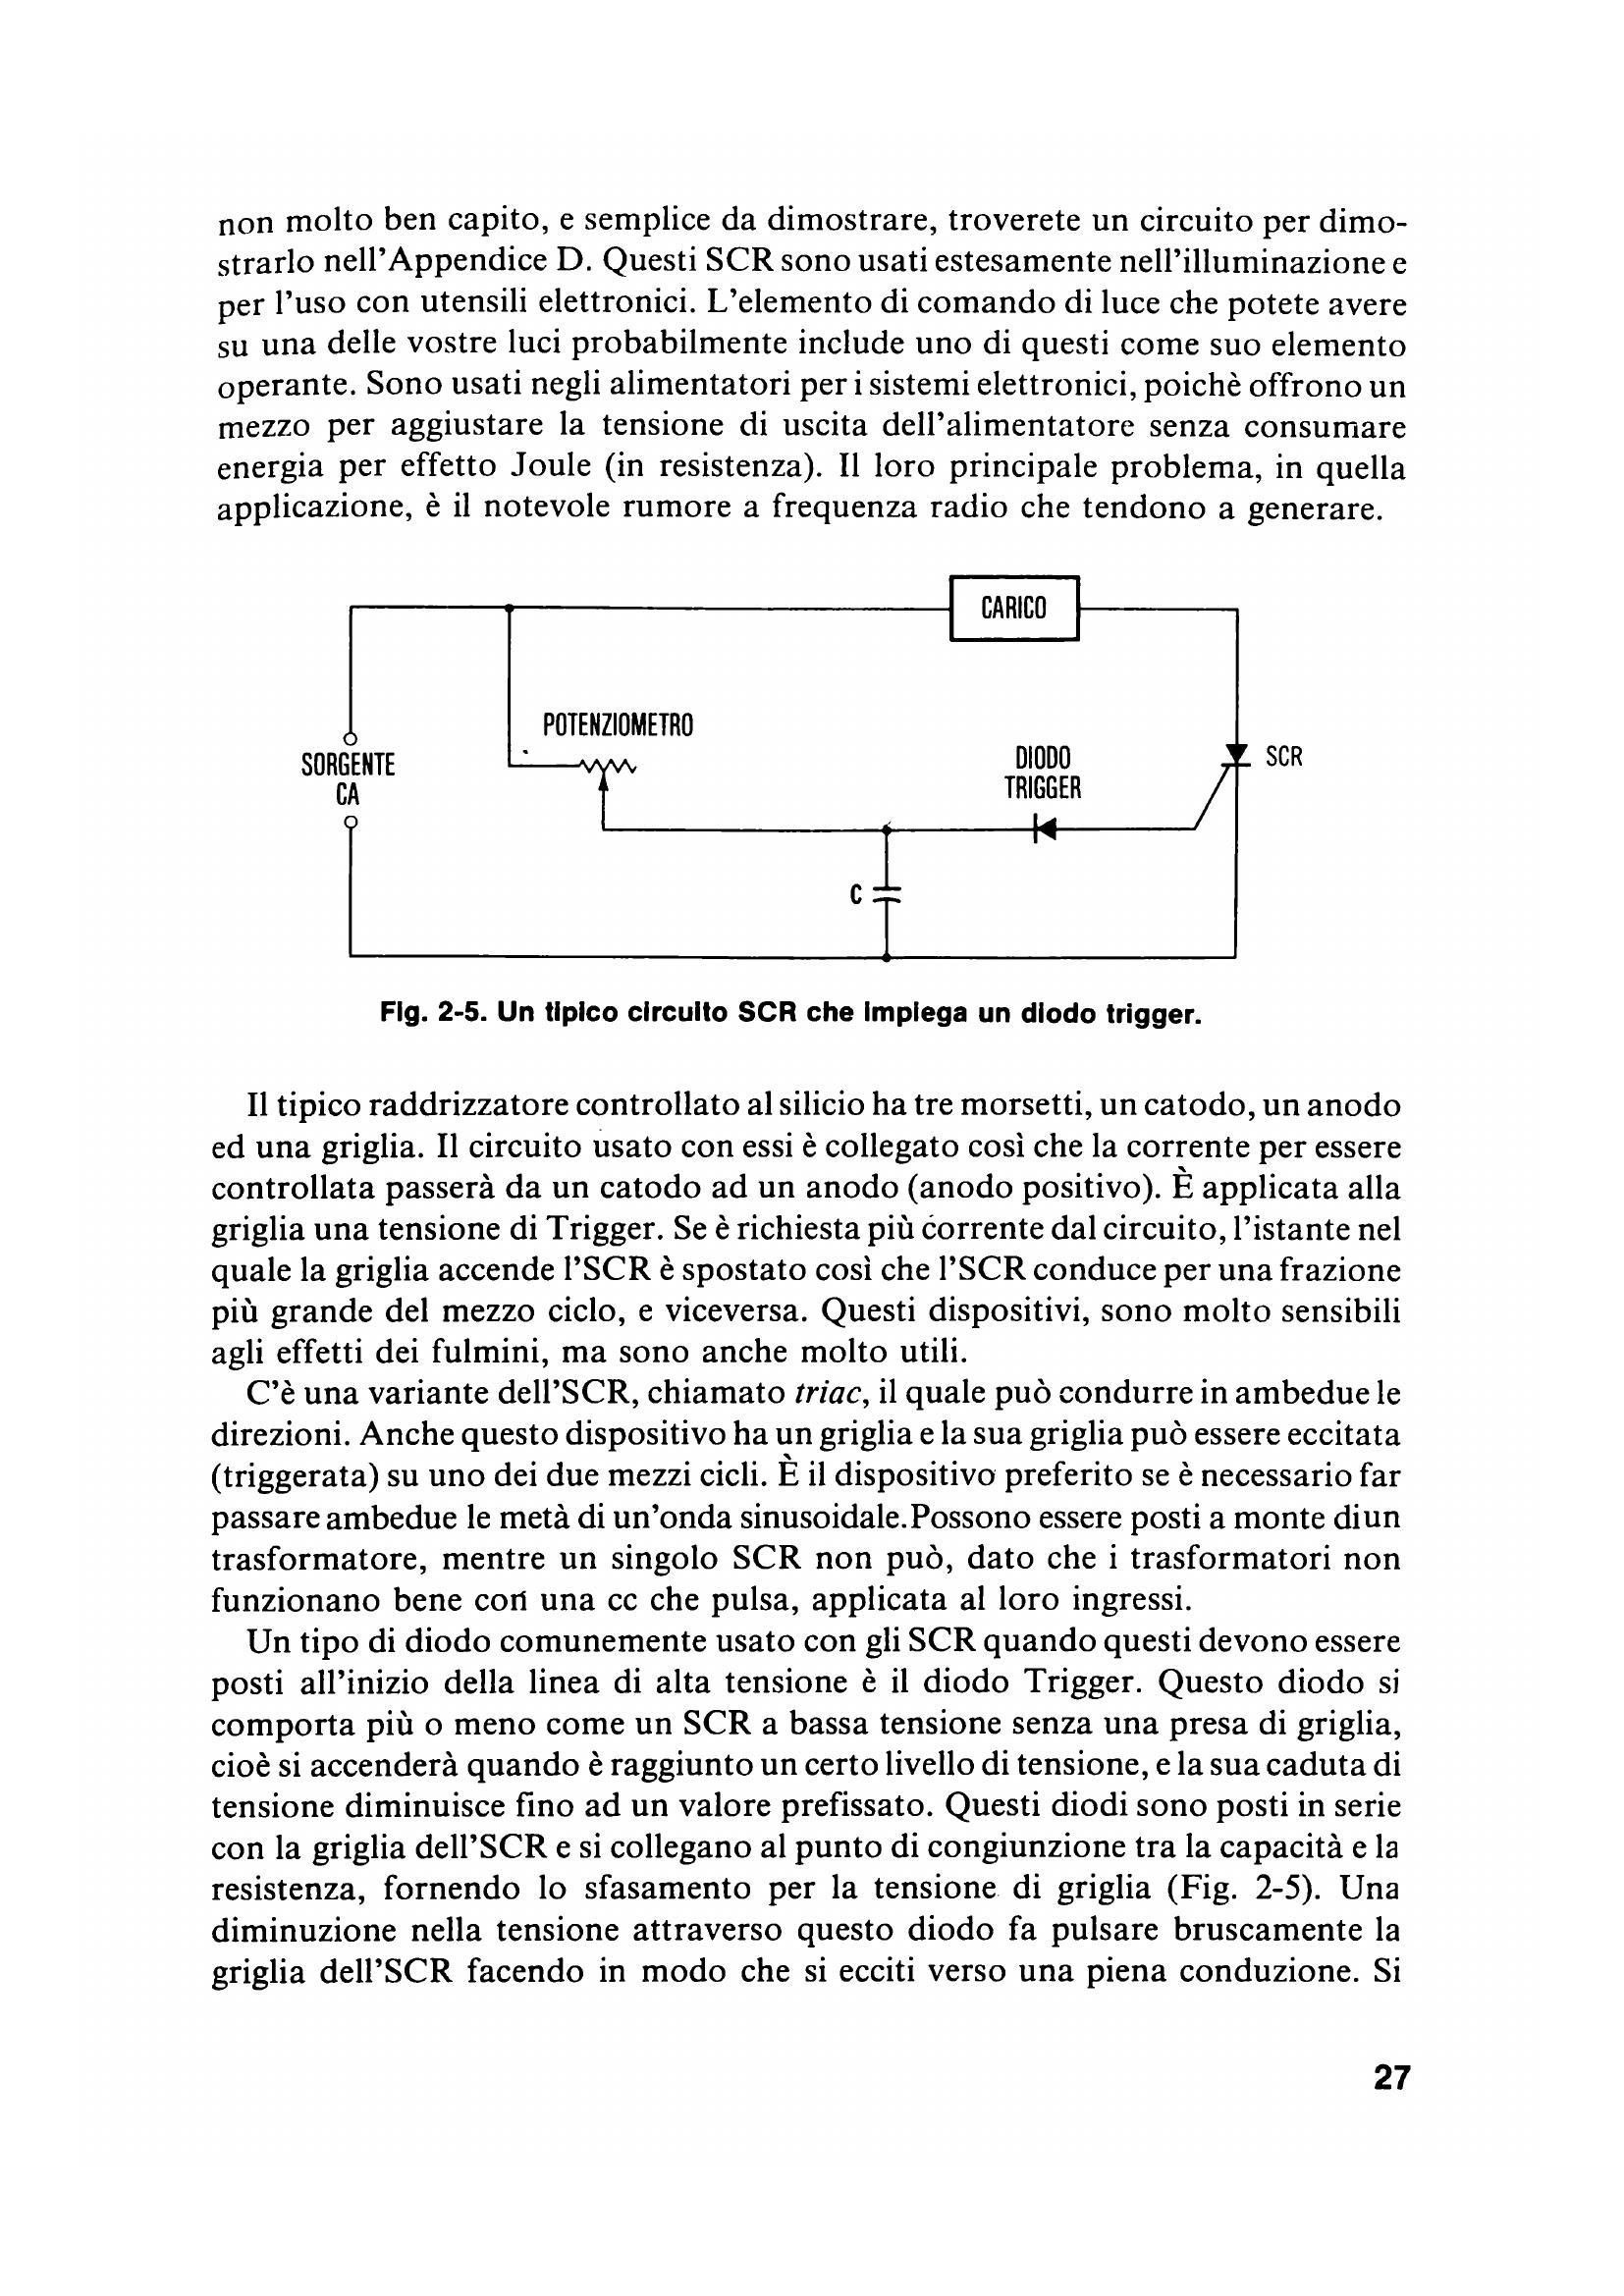 non molto ben capito, e semplice da dimostrare, troverete un circuito per dimo-
strarlo nell'Appendice D. Questi SCR sono usati estesamente nell'illuminazione e
per l'uso con utensili elettronici. L'elemento di comando di luce che potete avere
su una delle vostre luci probabilmente include uno di questi come suo elemento
operante. Sono usati negli alimentatori per i sistemi elettronici, poichè offrono un
mezzo per aggiustare la tensione di uscita dell'alimentatore senza consumare
energia per effetto Joule (in resistenza). Il loro principale problema, in quella
applicazione, è il notevole rumore a frequenza radio che tendono a generare.
CARICO
POTENZIOMETRO
SORGENTE
CA
DIODO
TRIGGER
SCR
C
Fig. 2-5. Un tipico circuito SCR che impiega un diodo trigger.
Il tipico raddrizzatore controllato al silicio ha tre morsetti, un catodo, un anodo
ed una griglia. Il circuito usato con essi è collegato così che la corrente per essere
controllata passerà da un catodo ad un anodo (anodo positivo). È applicata alla
griglia una tensione di Trigger. Se è richiesta più corrente dal circuito, l'istante nel
quale la griglia accende l'SCR è spostato così che l'SCR conduce per una frazione
più grande del mezzo ciclo, e viceversa. Questi dispositivi, sono molto sensibili
agli effetti dei fulmini, ma sono anche molto utili.
C'è una variante dell'SCR, chiamato triac, il quale può condurre in ambedue le
direzioni. Anche questo dispositivo ha un griglia e la sua griglia può essere eccitata
(triggerata) su uno dei due mezzi cicli. È il dispositivo preferito se è necessario far
passare ambedue le metà di un'onda sinusoidale.Possono essere posti a monte di un
trasformatore, mentre un singolo SCR non può, dato che i trasformatori non
funzionano bene con una cc che pulsa, applicata al loro ingressi.
Un tipo di diodo comunemente usato con gli SCR quando questi devono essere
posti all'inizio della linea di alta tensione è il diodo Trigger. Questo diodo si
comporta più o meno come un SCR a bassa tensione senza una presa di griglia,
cioè si accenderà quando è raggiunto un certo livello di tensione, e la sua caduta di
tensione diminuisce fino ad un valore prefissato. Questi diodi sono posti in serie
con la griglia dell'SCR e si collegano al punto di congiunzione tra la capacità e la
resistenza, fornendo lo sfasamento per la tensione di griglia (Fig. 2-5). Una
diminuzione nella tensione attraverso questo diodo fa pulsare bruscamente la
griglia dell'SCR facendo in modo che si ecciti verso una piena conduzione. Si
27